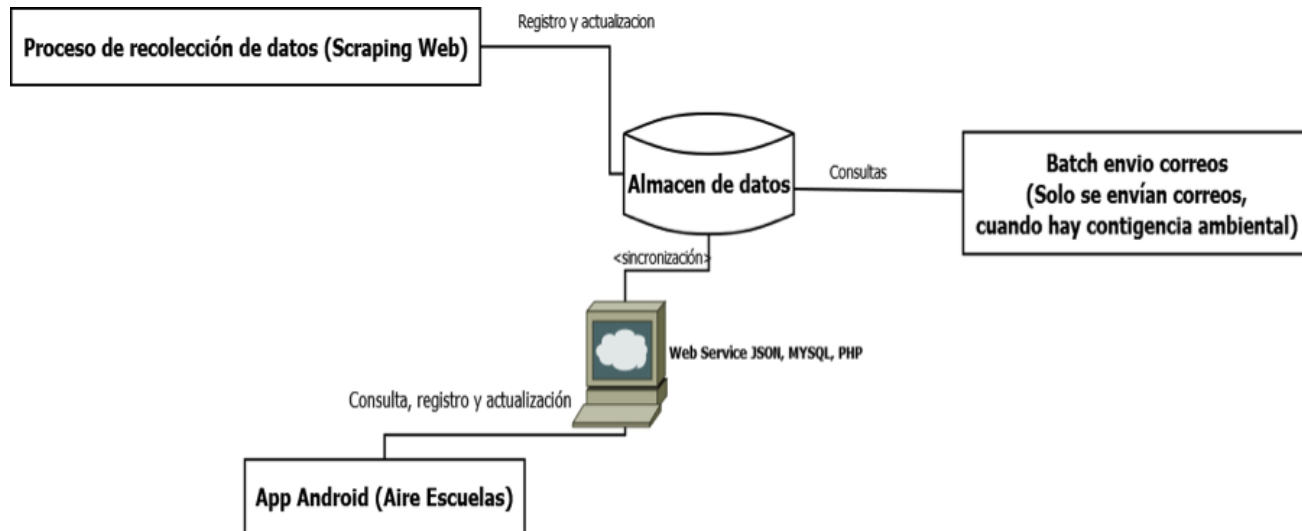 Registro y actualizacion
Proceso de recolección de datos (Scraping Web)
Almacen de datos
Consultas
Batch envio correos
(Solo se envían correos,
cuando hay contigencia ambiental)
<sincronización>
Web Service JSON, MYSQL, PHP
Consulta, registro y actualización
App Android (Aire Escuelas)